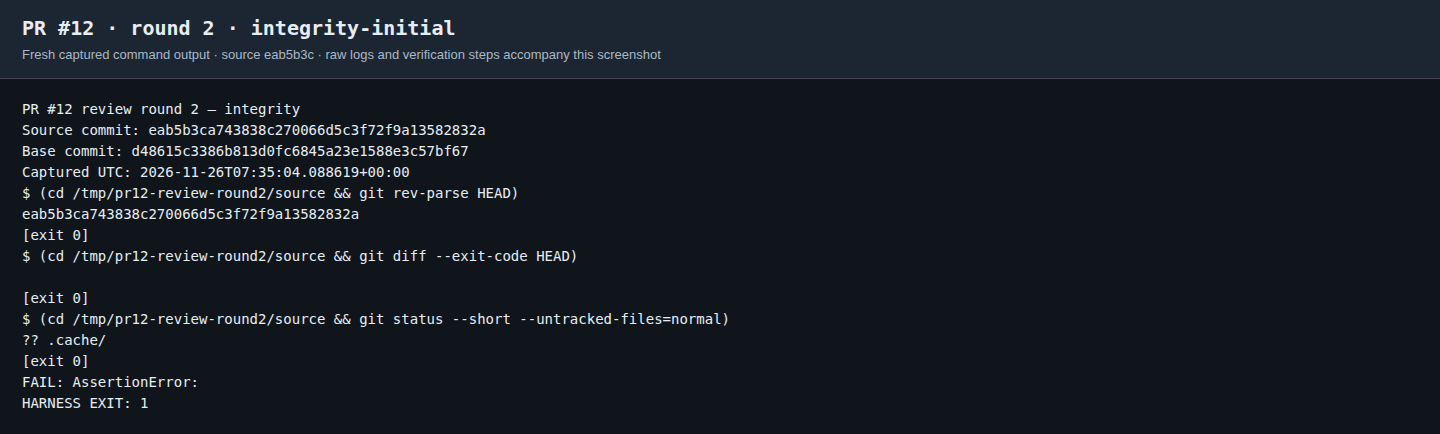 PR #12 · round 2 · integrity-initial
Fresh captured command output · source eab5b3c · raw logs and verification steps accompany this screenshot
PR #12 review round 2 — integrity
Source commit: eab5b3ca743838c270066d5c3f72f9a13582832a
Base commit: d48615c3386b813d0fc6845a23e1588e3c57bf67
Captured UTC: 2026-11-26T07:35:04.088619+00:00
$ (cd /tmp/pr12-review-round2/source && git rev-parse HEAD)
eab5b3ca743838c270066d5c3f72f9a13582832a
[exit 0]
$ (cd /tmp/pr12-review-round2/source && git diff --exit-code HEAD)
[exit 0]
$ (cd /tmp/pr12-review-round2/source && git status --short --untracked-files=normal)
?? .cache/
[exit 0]
FAIL: AssertionError:
HARNESS EXIT: 1